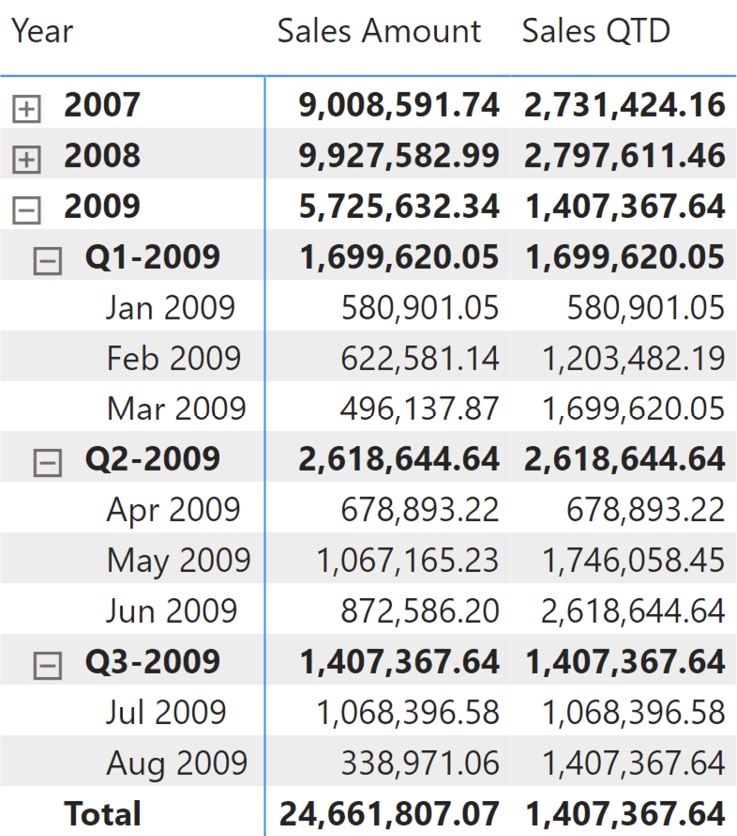 Year Sales Amount Sales QTD
2007 9,008,591.74 2,731,424.16
2008 9,927,582.99 2,797,611.46
2009 5,725,632.34 1,407,367.64
Q1-2009 1,699,620.05 1,699,620.05
Jan 2009 580,901.05 580,901.05
Feb 2009 622,581.14 1,203,482.19
Mar 2009 496,137.87 1,699,620.05
Q2-2009 2,618,644.64 2,618,644.64
Apr 2009 678,893.22 678,893.22
May 2009 1,067,165.23 1,746,058.45
Jun 2009 872,586.20 2,618,644.64
Q3-2009 1,407,367.64 1,407,367.64
Jul 2009 1,068,396.58 1,068,396.58
Aug 2009 338,971.06 1,407,367.64
Total 24,661,807.07 1,407,367.64